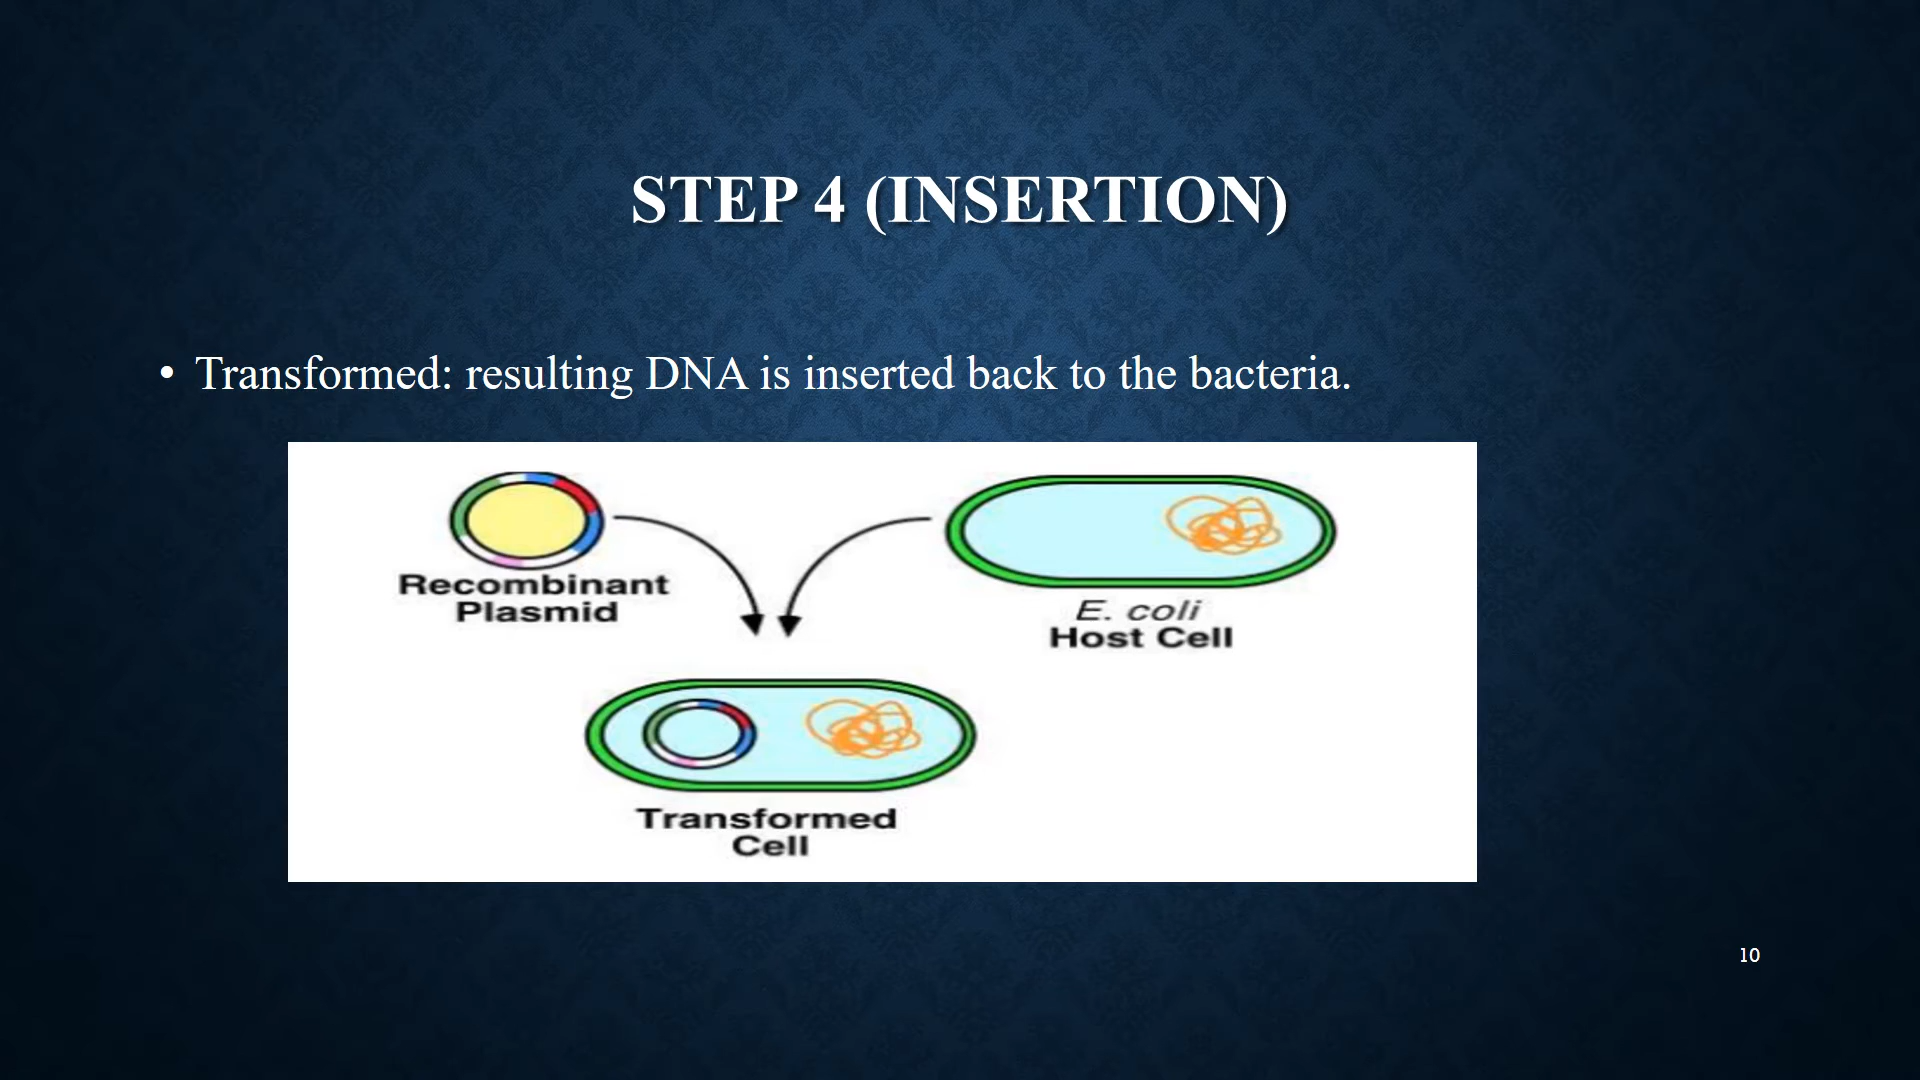 STEP 4 (INSERTION)
• Transformed: resulting DNA is inserted back to the bacteria.
Recombinant
Plasmid
E. coli
Host Cell
Transformed
Cell
10